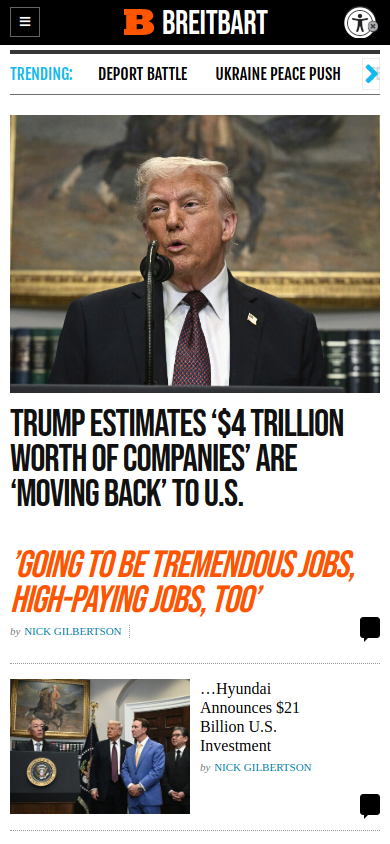 BREITBART
TRENDING: DEPORT BATTLE UKRAINE PEACE PUSH
TRUMP ESTIMATES ‘$4 TRILLION
WORTH OF COMPANIES’ ARE
‘MOVING BACK’ TO U.S.
’GOING TO BE TREMENDOUS JOBS,
HIGH-PAYING JOBS, TOO’
by NICK GILBERTSON
…Hyundai
Announces $21
Billion U.S.
Investment
by NICK GILBERTSON